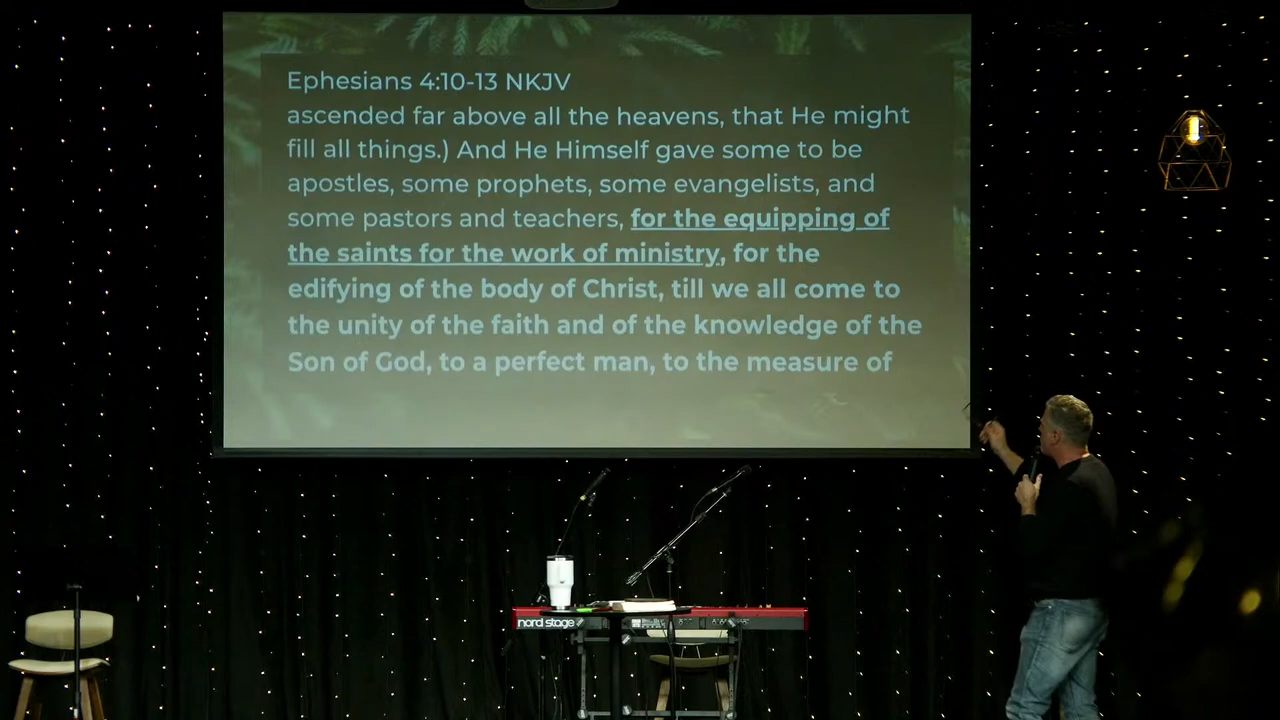 Ephesians 4:10-13 NKJV
ascended far above all the heavens, that He might
fill all things.) And He Himself gave some to be
apostles, some prophets, some evangelists, and
some pastors and teachers, for the equipping of
the saints for the work of ministry, for the
edifying of the body of Christ, till we all come to
the unity of the faith and of the knowledge of the
Son of God, to a perfect man, to the measure of
nord stage